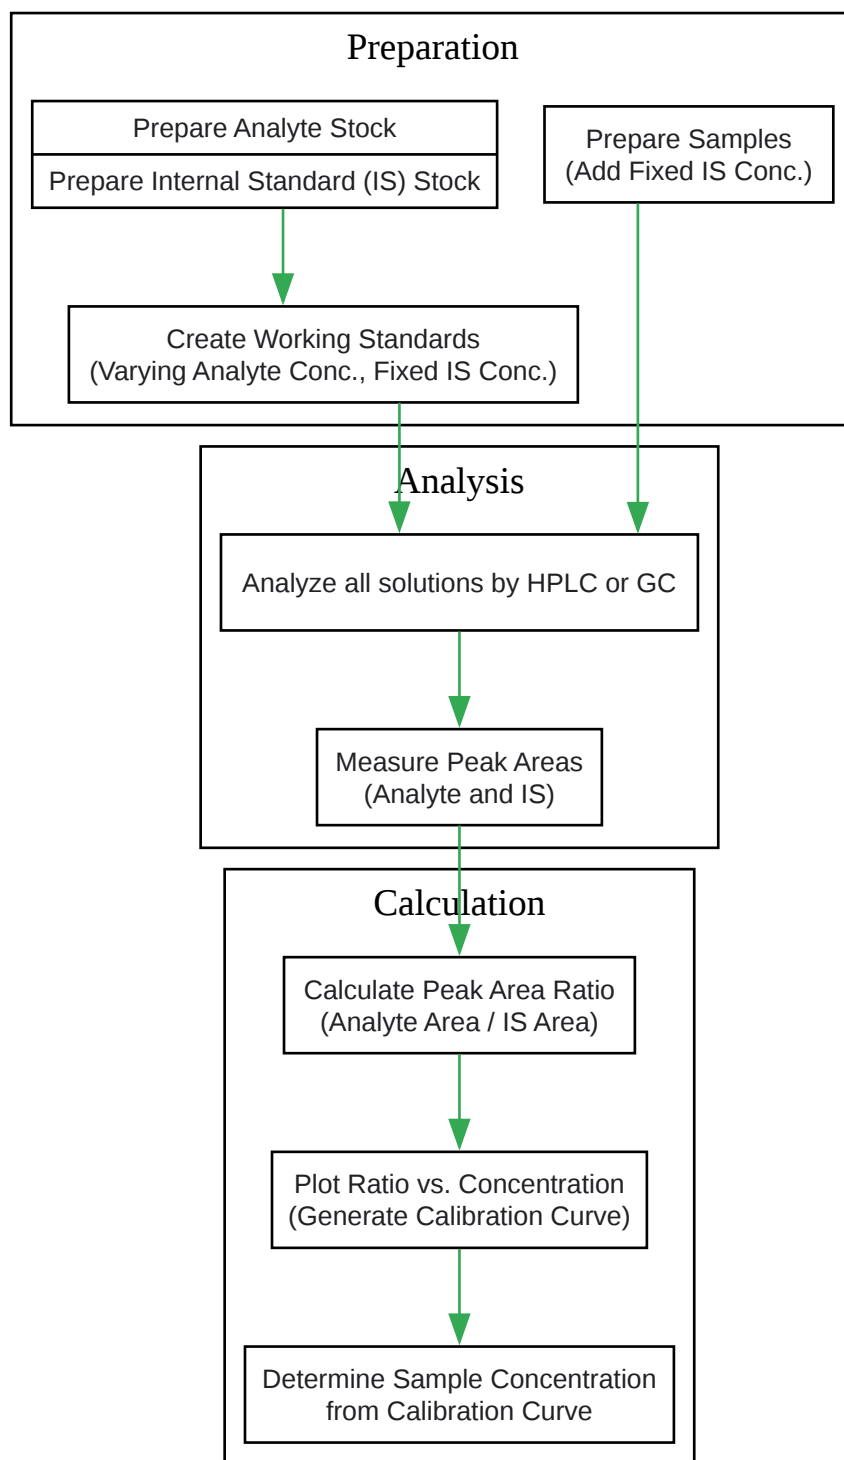 Preparation
Prepare Analyte Stock
Prepare Internal Standard (IS) Stock
Prepare Samples
(Add Fixed IS Conc.)
Create Working Standards
(Varying Analyte Conc., Fixed IS Conc.)
Analysis
Analyze all solutions by HPLC or GC
Measure Peak Areas
(Analyte and IS)
Calculation
Calculate Peak Area Ratio
(Analyte Area / IS Area)
Plot Ratio vs. Concentration
(Generate Calibration Curve)
Determine Sample Concentration
from Calibration Curve